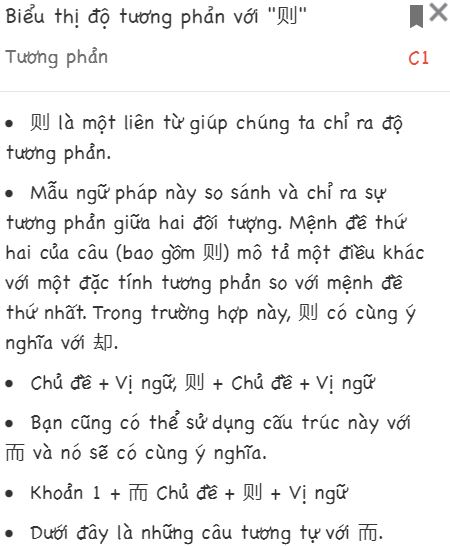 Biểu thị độ tương phản với "则"
Tương phản
C1
• 则 là một liên từ giúp chúng ta chỉ ra độ
tương phản.
• Mẫu ngữ pháp này so sánh và chỉ ra sự
tương phản giữa hai đối tượng. Mệnh đề thứ
hai của câu (bao gồm 则) mô tả một điều khác
với một đặc tính tương phản so với mệnh đề
thứ nhất. Trong trường hợp này, 则 có cùng ý
nghĩa với 却.
• Chủ đề + Vị ngữ, 则 + Chủ đề + Vị ngữ
• Bạn cũng có thể sử dụng cấu trúc này với
而 và nó sẽ có cùng ý nghĩa.
• Khoản 1 + 而 Chủ đề + 则 + Vị ngữ
• Dưới đây là những câu tương tự với 而.